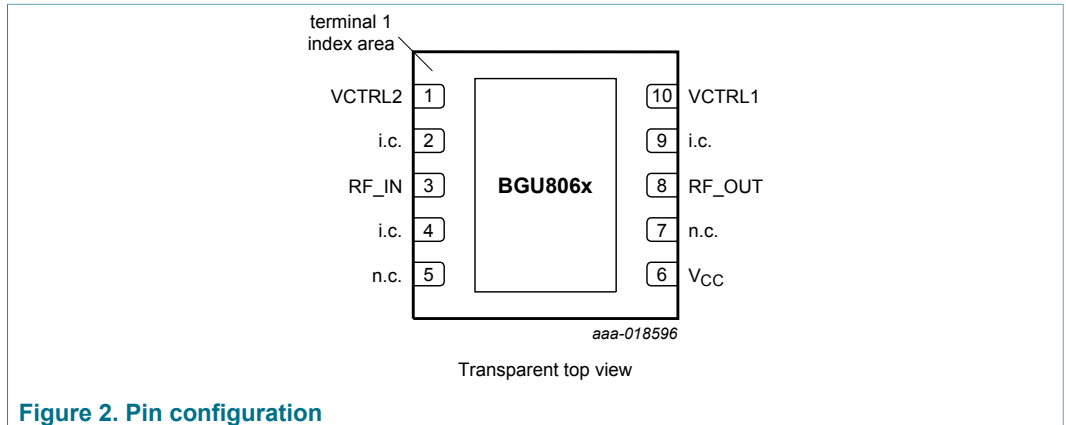 terminal 1
index area
VCTRL2 1 10 VCTRL1
i.c. 2 9 i.c.
RF_IN 3 BGU806x 8 RF_OUT
i.c. 4 7 n.c.
n.c. 5 6 VCC
aaa-018596
Transparent top view
Figure 2. Pin configuration